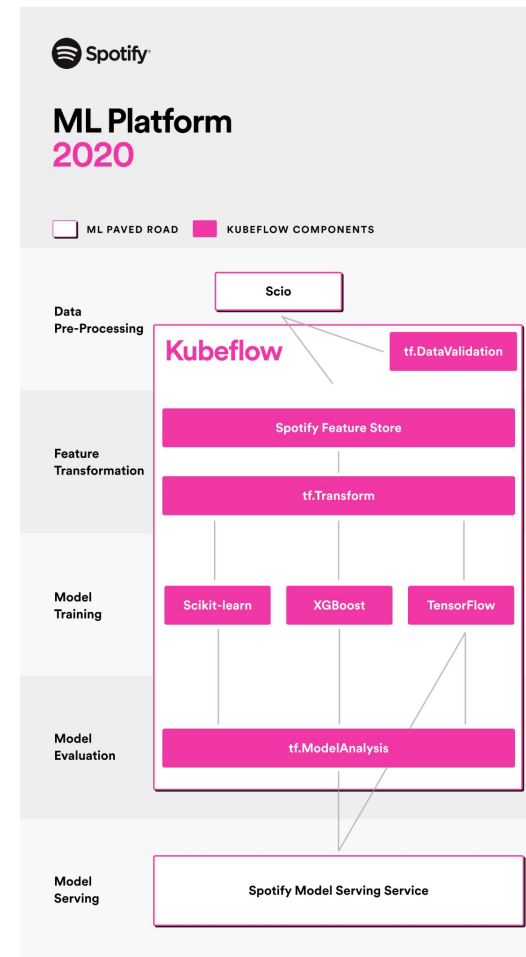 Spotify
ML Platform
2020
ML PAVED ROAD
KUBEFLOW COMPONENTS
Scio
Data
Pre-Processing
Kubeflow
tf.DataValidation
Spotify Feature Store
Feature
Transformation
tf.Transform
Model
Training
Scikit-learn
XGBoost
TensorFlow
Model
Evaluation
tf.ModelAnalysis
Model
Serving
Spotify Model Serving Service